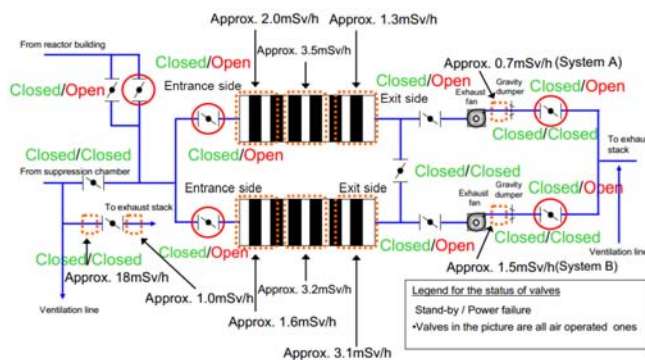 Approx. 2.0mSv/h
Approx. 1.3mSv/h
From reactor building
Closed/Open
Approx. 3.5mSv/h
Approx. 0.7mSv/h (System A)
Closed/Open
Entrance side
Closed/Open
Exit side
Exhaust fan
Gravity dumper
Closed/Open
Closed/Closed
Closed/Open
Closed/Closed
To exhaust stack
From suppression chamber
Closed/Closed
Entrance side
Exit side
To exhaust stack
Exhaust fan
Gravity dumper
Closed/Open
Closed/Closed
Closed/Open
Closed/Open
Closed/Closed
Approx. 18mSv/h
Approx. 3.2mSv/h
Approx. 1.5mSv/h(System B)
Ventilation line
Ventilation line
Approx. 1.0mSv/h
Approx. 1.6mSv/h
Approx. 3.1mSv/h
Legend for the status of valves
Stand-by / Power failure
•Valves in the picture are all air operated ones